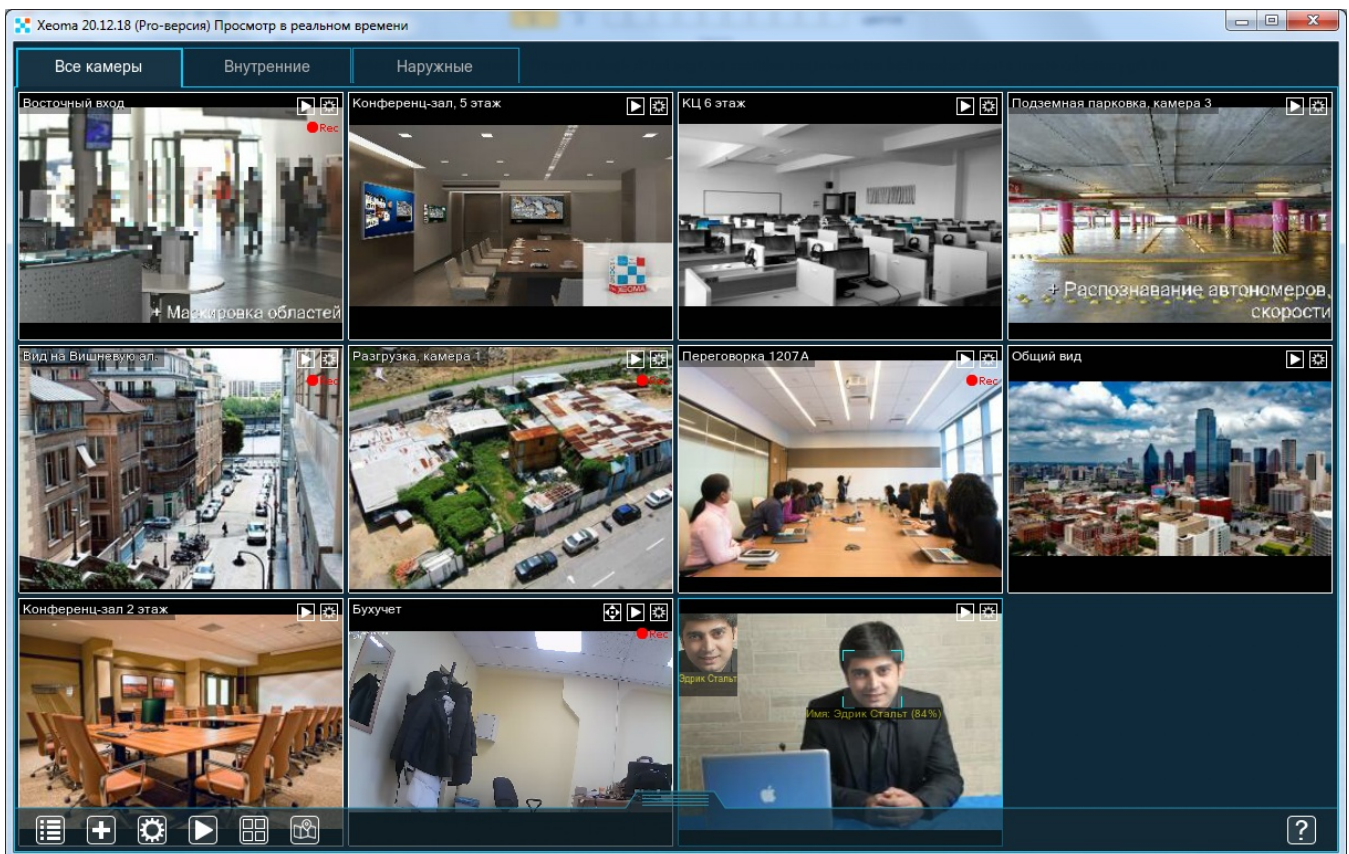 Xeoma 20.12.18 (Pro-версия) Просмотр в реальном времени
Все камеры
Внутренние
Наружные
Восточный вход
Rec
+ Маскировка областей
Конференц-зал, 5 этаж
XEOMA
КЦ 6 этаж
Подземная парковка, камера 3
+ Распознавание автономеров,
скорости
Вид на Вишневую ал.
Rec
Разгрузка, камера 1
Rec
Переговорка 1207А
Rec
Общий вид
Конференц-зал 2 этаж
Бухучет
Rec
Эдрик Стальт
Имя: Эдрик Стальт (84%)
?